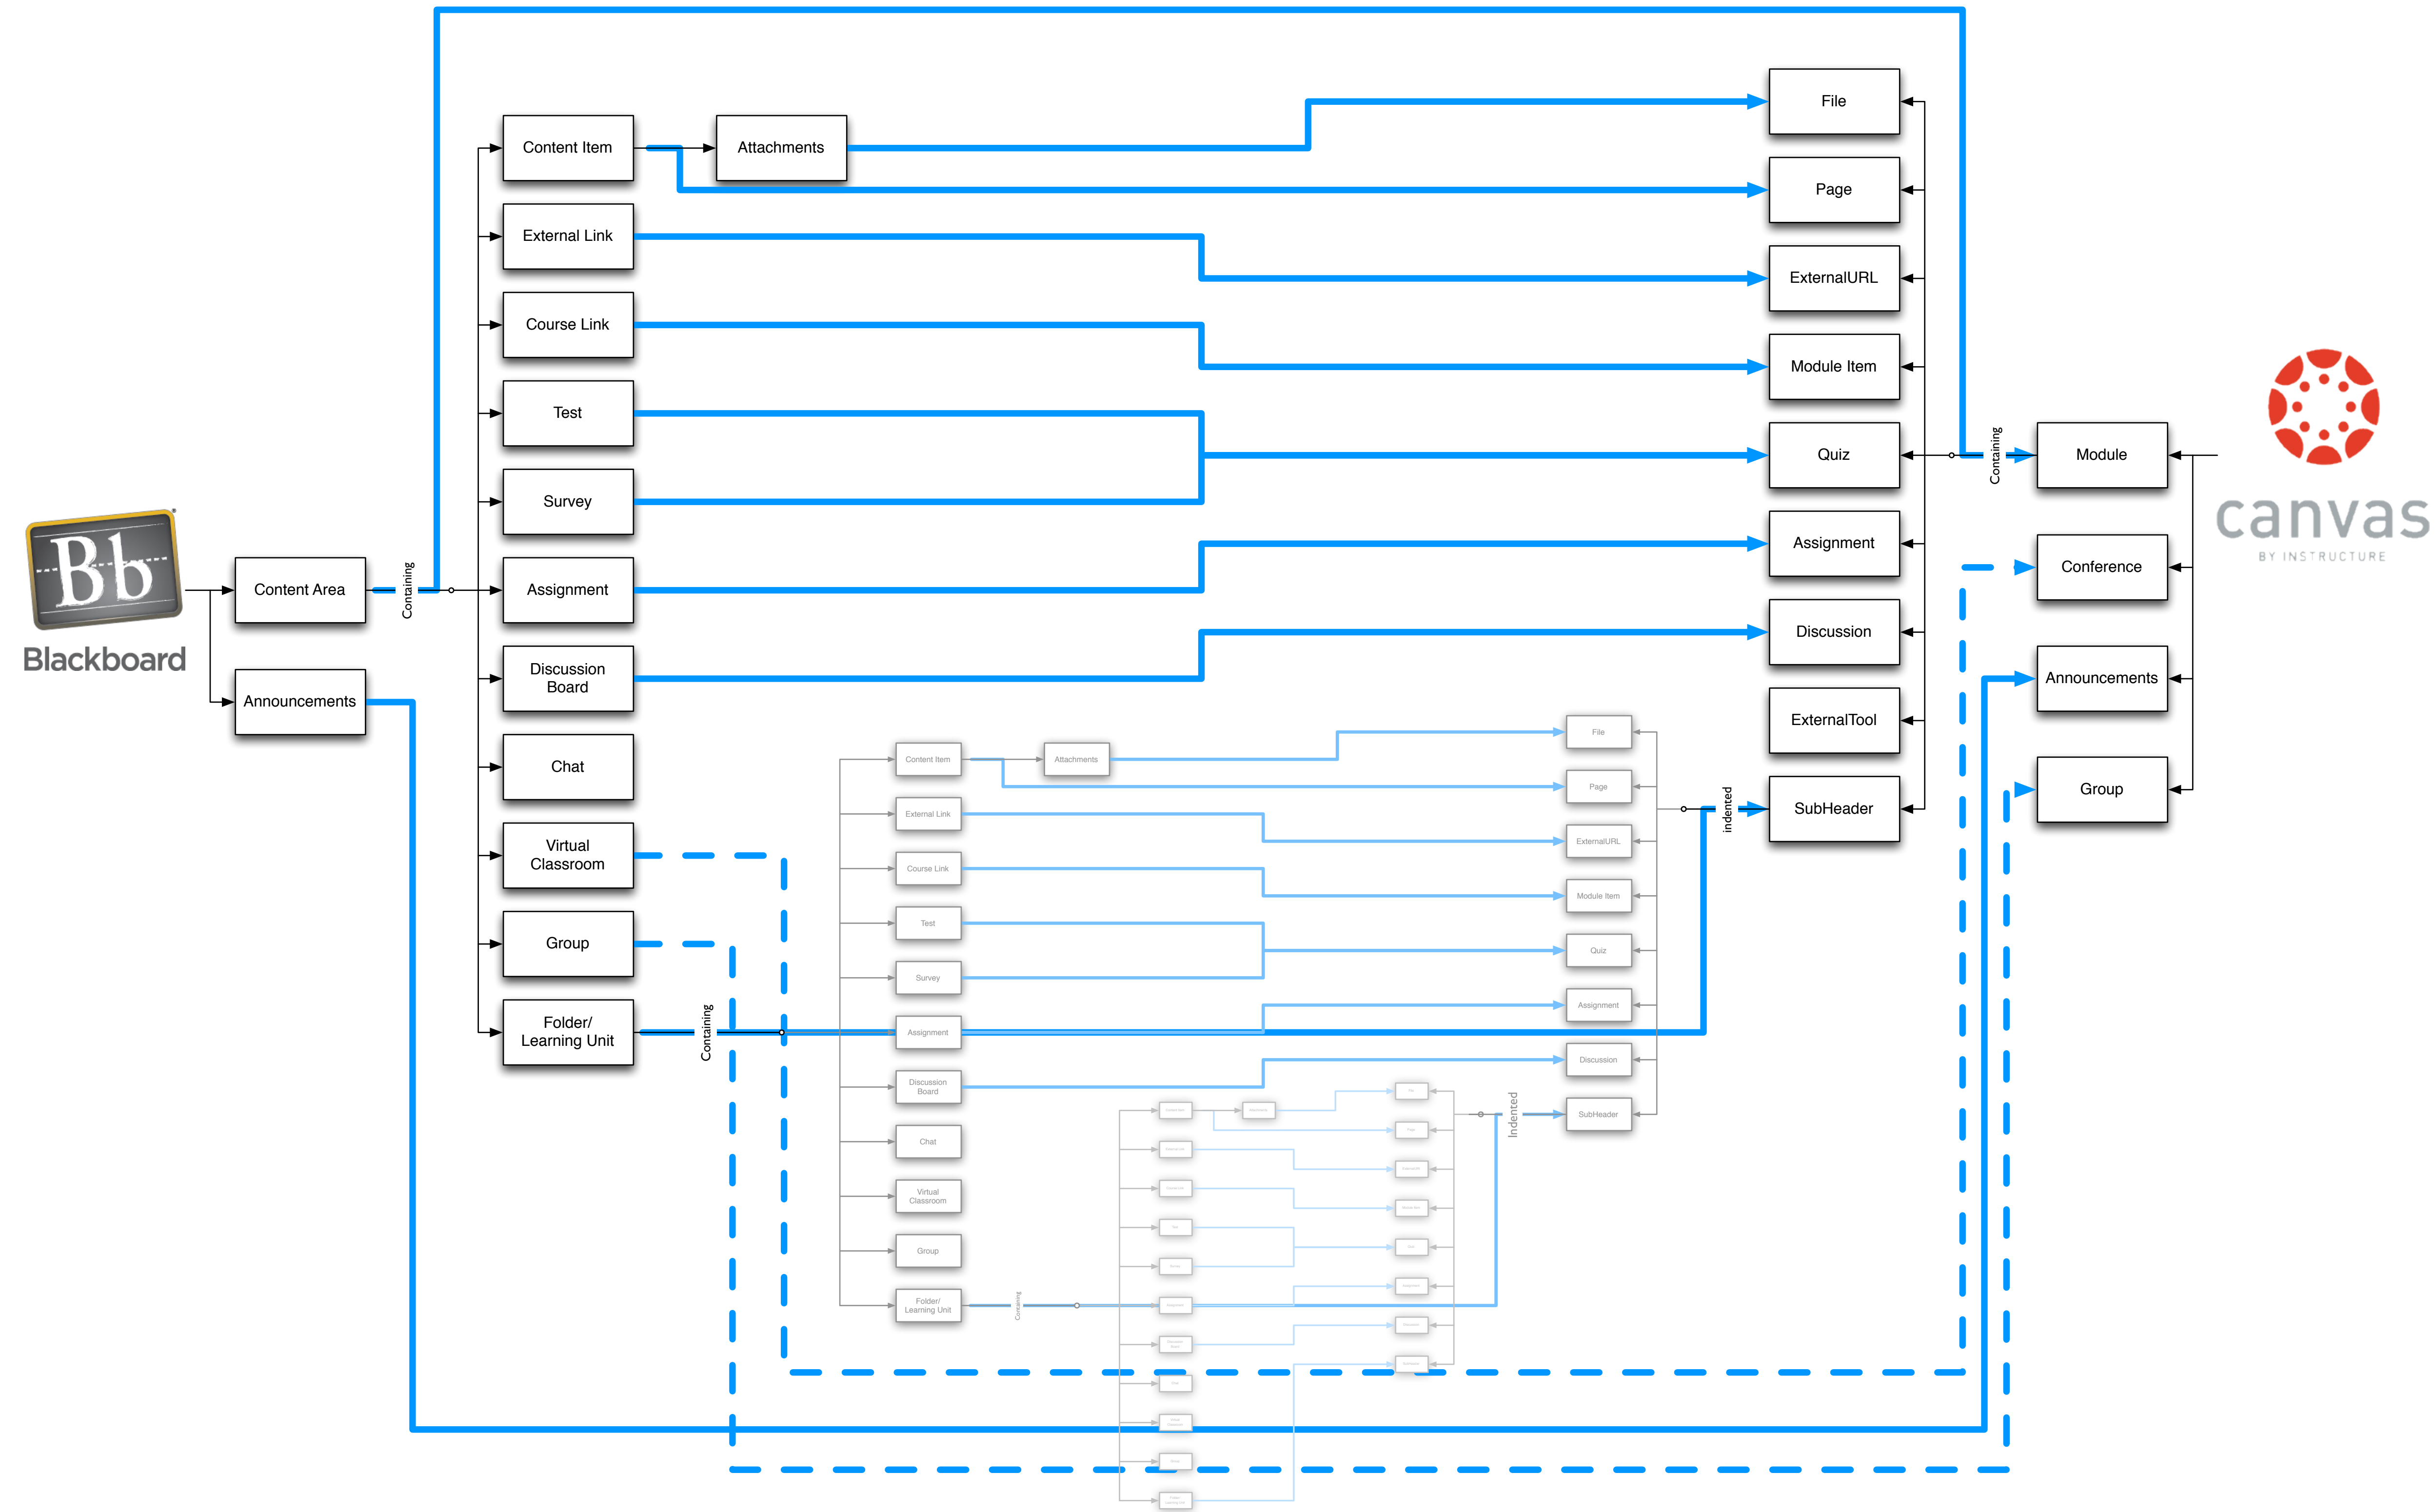 Bb
Blackboard
Content Area
Announcements
Containing
Content Item
Attachments
External Link
Course Link
Test
Survey
Assignment
Discussion
Board
Chat
Virtual
Classroom
Group
Folder/
Learning Unit
Containing
File
Page
ExternalURL
Module Item
Quiz
Assignment
Discussion
ExternalTool
SubHeader
Containing
Module
Conference
Announcements
Group
canvas
BY INSTRUCTURE
indented
Content Item
Attachments
External Link
Course Link
Test
Survey
Assignment
Discussion
Board
Chat
Virtual
Classroom
Group
Folder/
Learning Unit
Containing
File
Page
ExternalURL
Module Item
Quiz
Assignment
Discussion
SubHeader
Indented